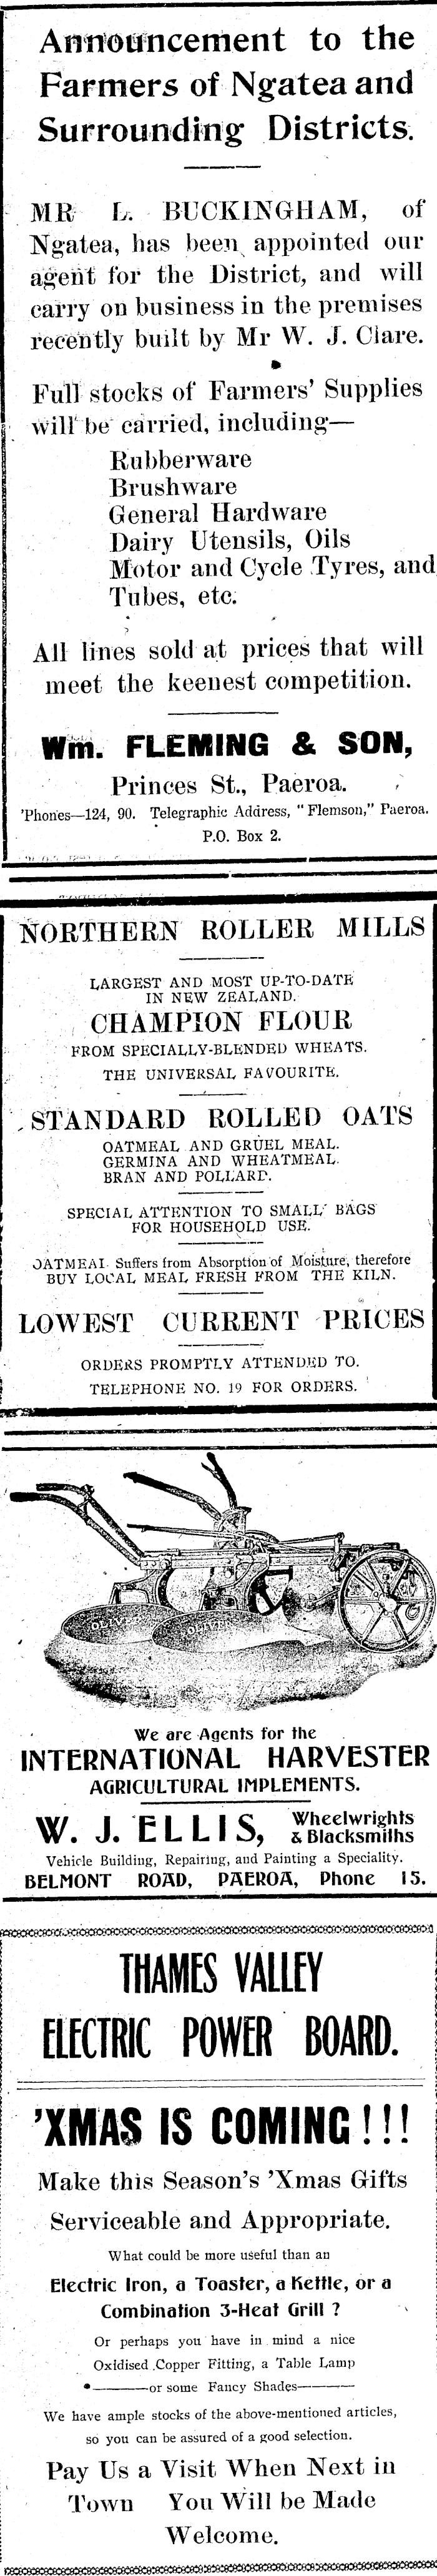 Announcement to the
Farmers of Ngatea and
Surrounding Districts.
MR L. BUCKINGHAM, of
Ngatea, has been appointed our
agent for the District, and will
carry on business in the premises
recently built by Mr W. J. Clare.
Full stocks of Farmers' Supplies
will be carried, including—
Rubberware
Brushware
General Hardware
Dairy Utensils, Oils
Motor and Cycle Tyres, and
Tubes, etc.
All lines sold at prices that will
meet the keenest competition.
Wm. FLEMING & SON,
Princes St., Paeroa.
'Phones—124, 90. Telegraphic Address, "Flemson," Paeroa.
P.O. Box 2.
NORTHERN ROLLER MILLS
LARGEST AND MOST UP-TO-DATE
IN NEW ZEALAND.
CHAMPION FLOUR
FROM SPECIALLY-BLENDED WHEATS.
THE UNIVERSAL FAVOURITE.
STANDARD ROLLED OATS
OATMEAL AND GRUEL MEAL.
GERMINA AND WHEATMEAL.
BRAN AND POLLARD.
SPECIAL ATTENTION TO SMALL BAGS
FOR HOUSEHOLD USE.
OATMEAL Suffers from Absorption of Moisture, therefore
BUY LOCAL MEAL FRESH FROM THE KILN.
LOWEST CURRENT PRICES
ORDERS PROMPTLY ATTENDED TO.
TELEPHONE NO. 19 FOR ORDERS.
OLIVER OLIVER
We are Agents for the
INTERNATIONAL HARVESTER
AGRICULTURAL IMPLEMENTS.
W. J. ELLIS, Wheelwrights
& Blacksmiths
Vehicle Building, Repairing, and Painting a Speciality.
BELMONT ROAD, PAEROA, Phone 15.
THAMES VALLEY
ELECTRIC POWER BOARD.
'XMAS IS COMING!!!
Make this Season's 'Xmas Gifts
Serviceable and Appropriate.
What could be more useful than an
Electric Iron, a Toaster, a Kettle, or a
Combination 3-Heat Grill ?
Or perhaps you have in mind a nice
Oxidised Copper Fitting, a Table Lamp
——or some Fancy Shades——
We have ample stocks of the above-mentioned articles,
so you can be assured of a good selection.
Pay Us a Visit When Next in
Town You Will be Made
Welcome.